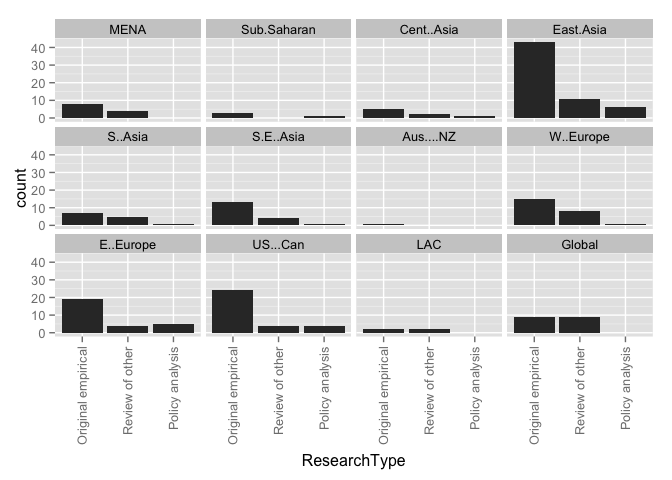 MENA Sub.Saharan Cent..Asia East.Asia
40
30
20
10
0
S..Asia S.E..Asia Aus....NZ W..Europe
40
30
20
10
0
count
E..Europe US...Can LAC Global
40
30
20
10
0
Original empirical Review of other Policy analysis Original empirical Review of other Policy analysis Original empirical Review of other Policy analysis Original empirical Review of other Policy analysis
ResearchType